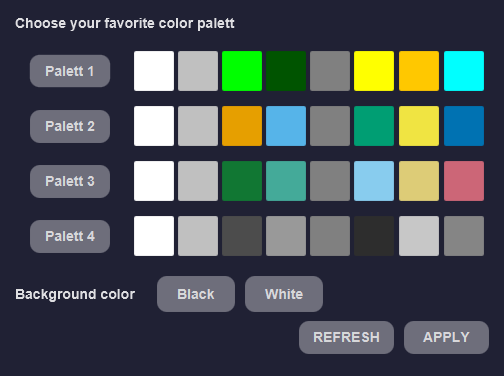 Choose your favorite color palett
Palett 1
Palett 2
Palett 3
Palett 4
Background color Black White
REFRESH APPLY